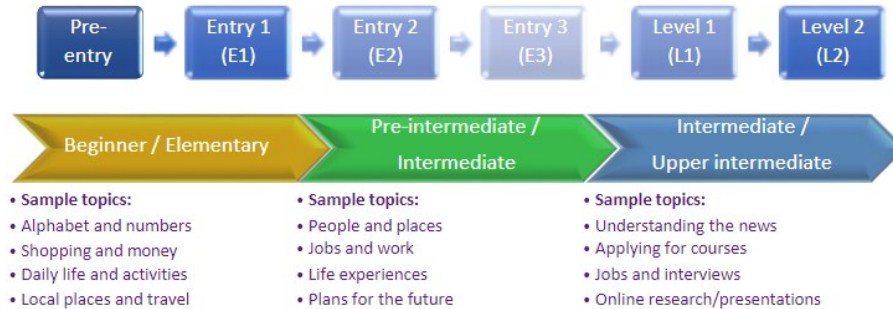 Pre-
entry
Entry 1
(E1)
Entry 2
(E2)
Entry 3
(E3)
Level 1
(L1)
Level 2
(L2)
Beginner / Elementary
Pre-intermediate /
Intermediate
Intermediate /
Upper intermediate
• Sample topics:
• Alphabet and numbers
• Shopping and money
• Daily life and activities
• Local places and travel
• Sample topics:
• People and places
• Jobs and work
• Life experiences
• Plans for the future
• Sample topics:
• Understanding the news
• Applying for courses
• Jobs and interviews
• Online research/presentations